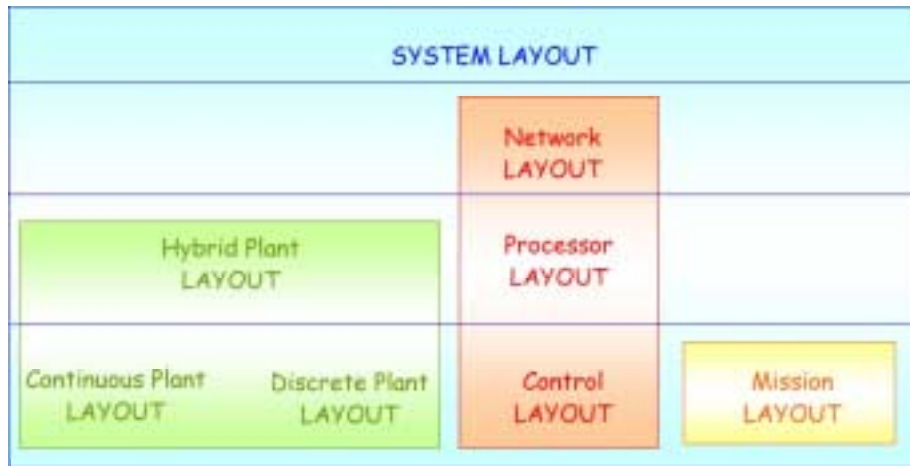 SYSTEM LAYOUT
Network
LAYOUT
Hybrid Plant
LAYOUT
Processor
LAYOUT
Continuous Plant
LAYOUT
Discrete Plant
LAYOUT
Control
LAYOUT
Mission
LAYOUT